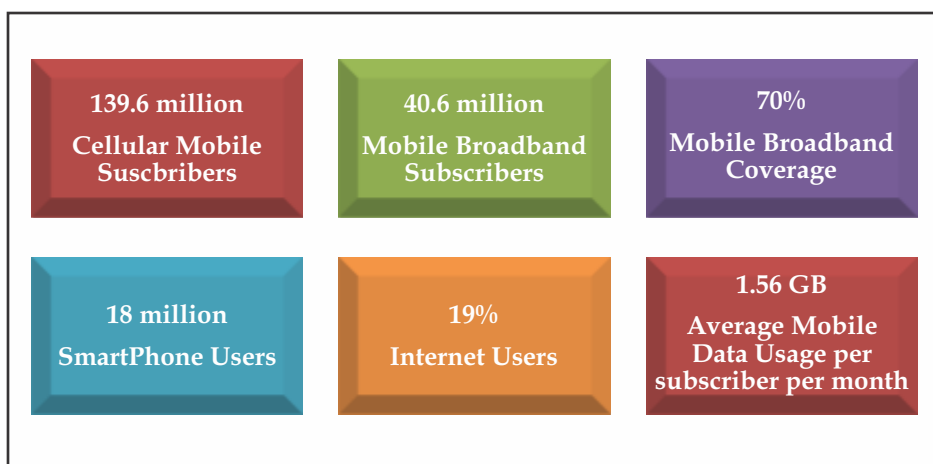 139.6 million
Cellular Mobile
Suscbribers
40.6 million
Mobile Broadband
Subscribers
70%
Mobile Broadband
Coverage
18 million
SmartPhone Users
19%
Internet Users
1.56 GB
Average Mobile
Data Usage per
subscriber per month